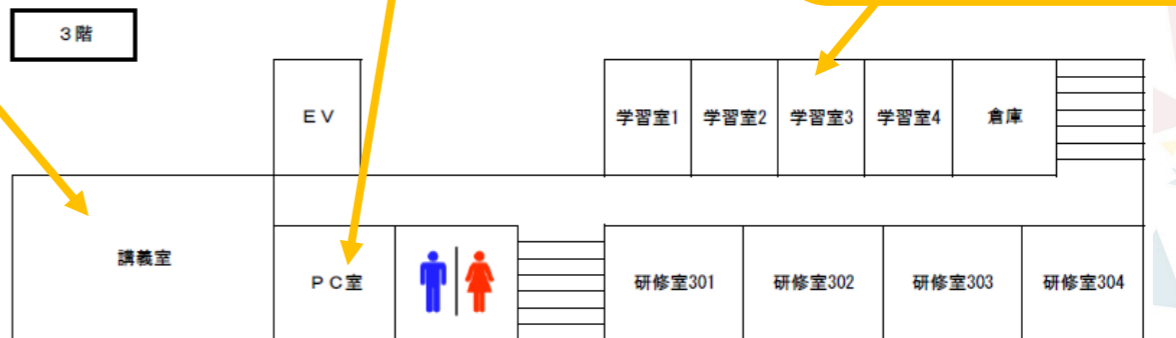 ３階
ＥＶ
学習室1
学習室2
学習室3
学習室4
倉庫
講義室
ＰＣ室
研修室301
研修室302
研修室303
研修室304